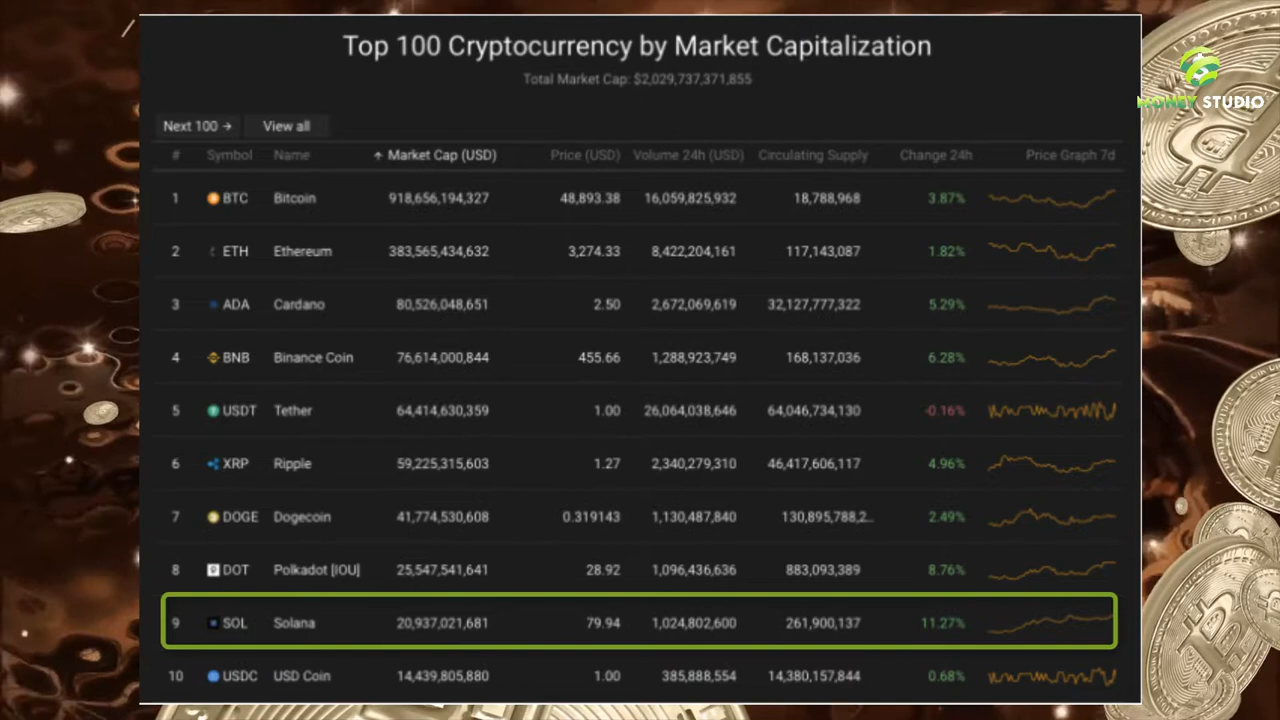 Top 100 Cryptocurrency by Market Capitalization
Total Market Cap: $2,029,737,371,855
MONEY STUDIO
Next 100 → View all
# Symbol Name ↑ Market Cap (USD) Price (USD) Volume 24h (USD) Circulating Supply Change 24h Price Graph 7d
1 BTC Bitcoin 918,656,194,327 48,893.38 16,059,825,932 18,788,968 3.87%
2 ETH Ethereum 383,565,434,632 3,274.33 8,422,204,161 117,143,087 1.82%
3 ADA Cardano 80,526,048,651 2.50 2,672,069,619 32,127,777,322 5.29%
4 BNB Binance Coin 76,614,000,844 455.66 1,288,923,749 168,137,036 6.28%
5 USDT Tether 64,414,630,359 1.00 26,064,038,646 64,046,734,130 -0.16%
6 XRP Ripple 59,225,315,603 1.27 2,340,279,310 46,417,606,117 4.96%
7 DOGE Dogecoin 41,774,530,608 0.319143 1,130,487,840 130,895,788,2.. 2.49%
8 DOT Polkadot [IOU] 25,547,541,641 28.92 1,096,436,636 883,093,389 8.76%
9 SOL Solana 20,937,021,681 79.94 1,024,802,600 261,900,137 11.27%
10 USDC USD Coin 14,439,805,880 1.00 385,888,554 14,380,157,844 0.68%